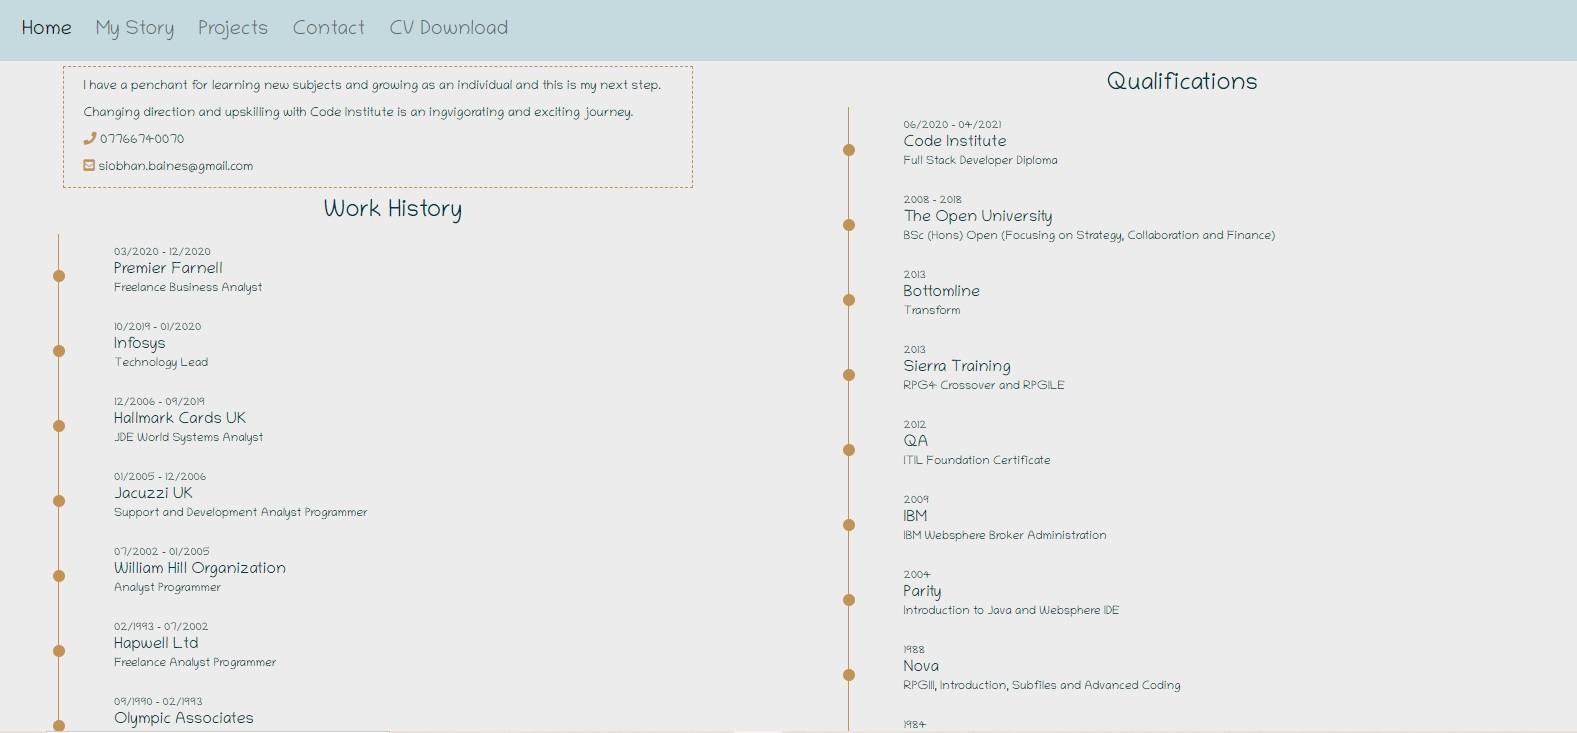 Home My Story Projects Contact CV Download
I have a penchant for learning new subjects and growing as an individual and this is my next step.
Changing direction and upskilling with Code Institute is an ingvigorating and exciting journey.
07766740070
siobhan.baines@gmail.com
Work History
03/2020 - 12/2020
Premier Farnell
Freelance Business Analyst
10/2019 - 01/2020
Infosys
Technology Lead
12/2006 - 09/2019
Hallmark Cards UK
JDE World Systems Analyst
01/2005 - 12/2006
Jacuzzi UK
Support and Development Analyst Programmer
07/2002 - 01/2005
William Hill Organization
Analyst Programmer
02/1993 - 07/2002
Hapwell Ltd
Freelance Analyst Programmer
09/1990 - 02/1993
Olympic Associates
Qualifications
06/2020 - 04/2021
Code Institute
Full Stack Developer Diploma
2008 - 2018
The Open University
BSc (Hons) Open (Focusing on Strategy, Collaboration and Finance)
2013
Bottomline
Transform
2013
Sierra Training
RPG4 Crossover and RPGILE
2012
QA
ITIL Foundation Certificate
2009
IBM
IBM Websphere Broker Administration
2004
Parity
Introduction to Java and Websphere IDE
1988
Nova
RPGIII, Introduction, Subfiles and Advanced Coding
1984